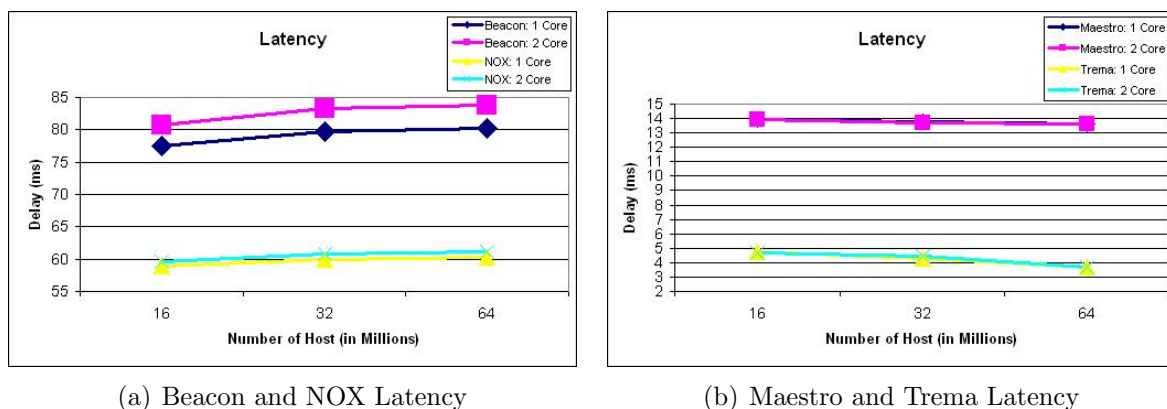 Latency
Beacon: 1 Core
Beacon: 2 Core
NOX: 1 Core
NOX: 2 Core
85
80
75
70
65
60
55
Delay (ms)
16 32 64
Number of Host (in Millions)
(a) Beacon and NOX Latency
Latency
Maestro: 1 Core
Maestro: 2 Core
Trema: 1 Core
Trema: 2 Core
15
14
13
12
11
10
9
8
7
6
5
4
3
2
Delay (ms)
16 32 64
Number of Host (in Millions)
(b) Maestro and Trema Latency